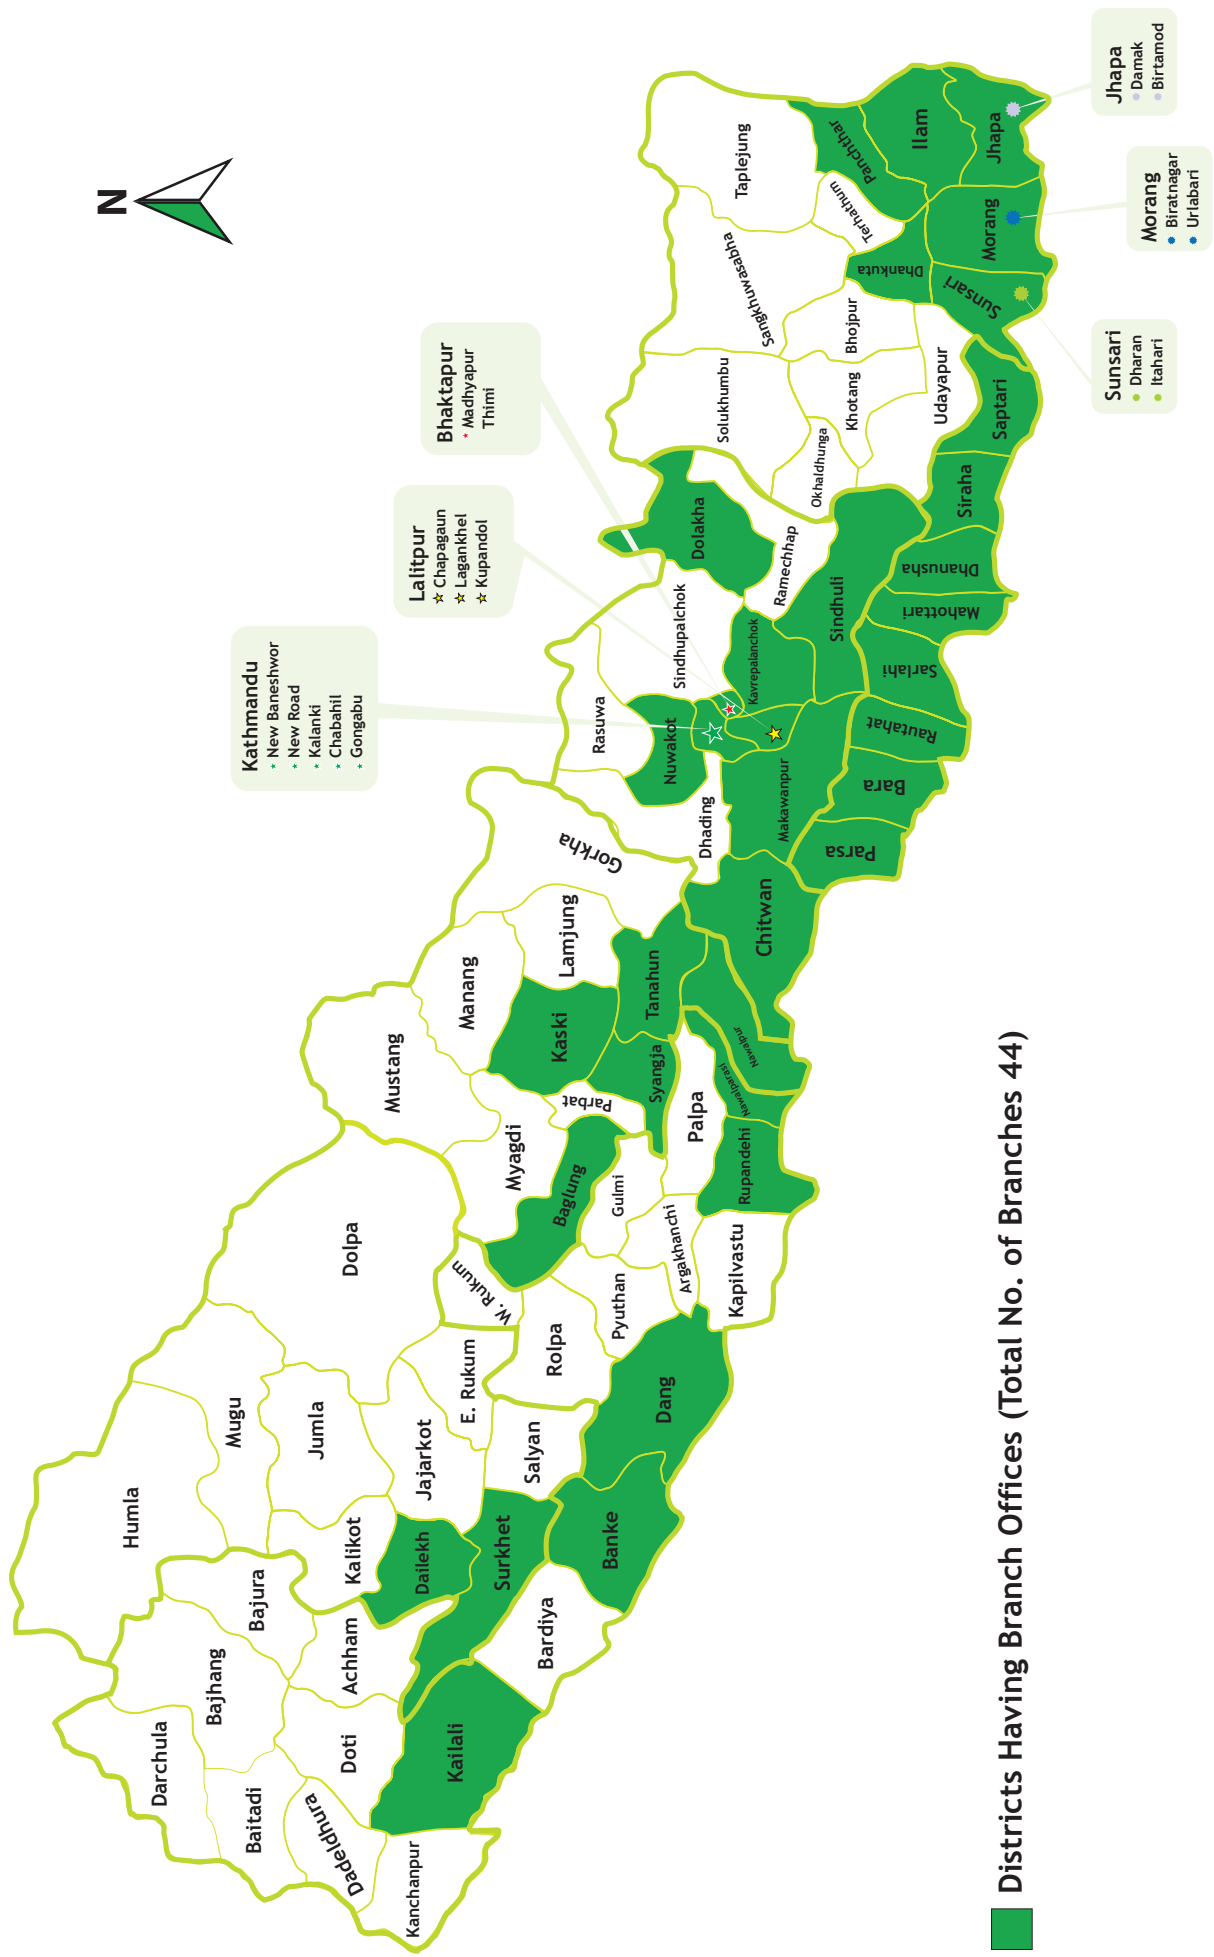 N
Humla
Darchula
Bajhang
Bajura
Mugu
Baitadi
Jumla
Dolpa
Dadeldhura
Doti
Achham
Kalikot
Mustang
Kanchanpur
Kailali
Dailekh
Jajarkot
Manang
Surkhet
E. Rukum
W. Rukum
Myagdi
Salyan
Bardiya
Banke
Rolpa
Baglung
Parbat
Kaski
Lamjung
Gorkha
Dang
Pyuthan
Gulmi
Syangja
Tanahun
Argakhanchi
Palpa
Kapilvastu
Rupandehi
Nawalparasi
Nawalpur
Chitwan
Rasuwa
Nuwakot
Dhading
Makawanpur
Sindhupalchok
Kavrepalanchok
Dolakha
Ramechhap
Sindhuli
Parsa
Bara
Rautahat
Sarlahi
Mahottari
Dhanusha
Siraha
Saptari
Solukhumbu
Okhaldhunga
Khotang
Udayapur
Sangkhuwasabha
Bhojpur
Taplejung
Terhathum
Panchthar
Dhankuta
Ilam
Sunsari
Morang
Jhapa
Kathmandu
New Baneshwor
New Road
Kalanki
Chabahil
Gongabu
Lalitpur
Chapagaun
Lagankhel
Kupandol
Bhaktapur
Madhyapur
Thimi
Sunsari
Dharan
Itahari
Morang
Biratnagar
Urlabari
Jhapa
Damak
Birtamod
Districts Having Branch Offices (Total No. of Branches 44)